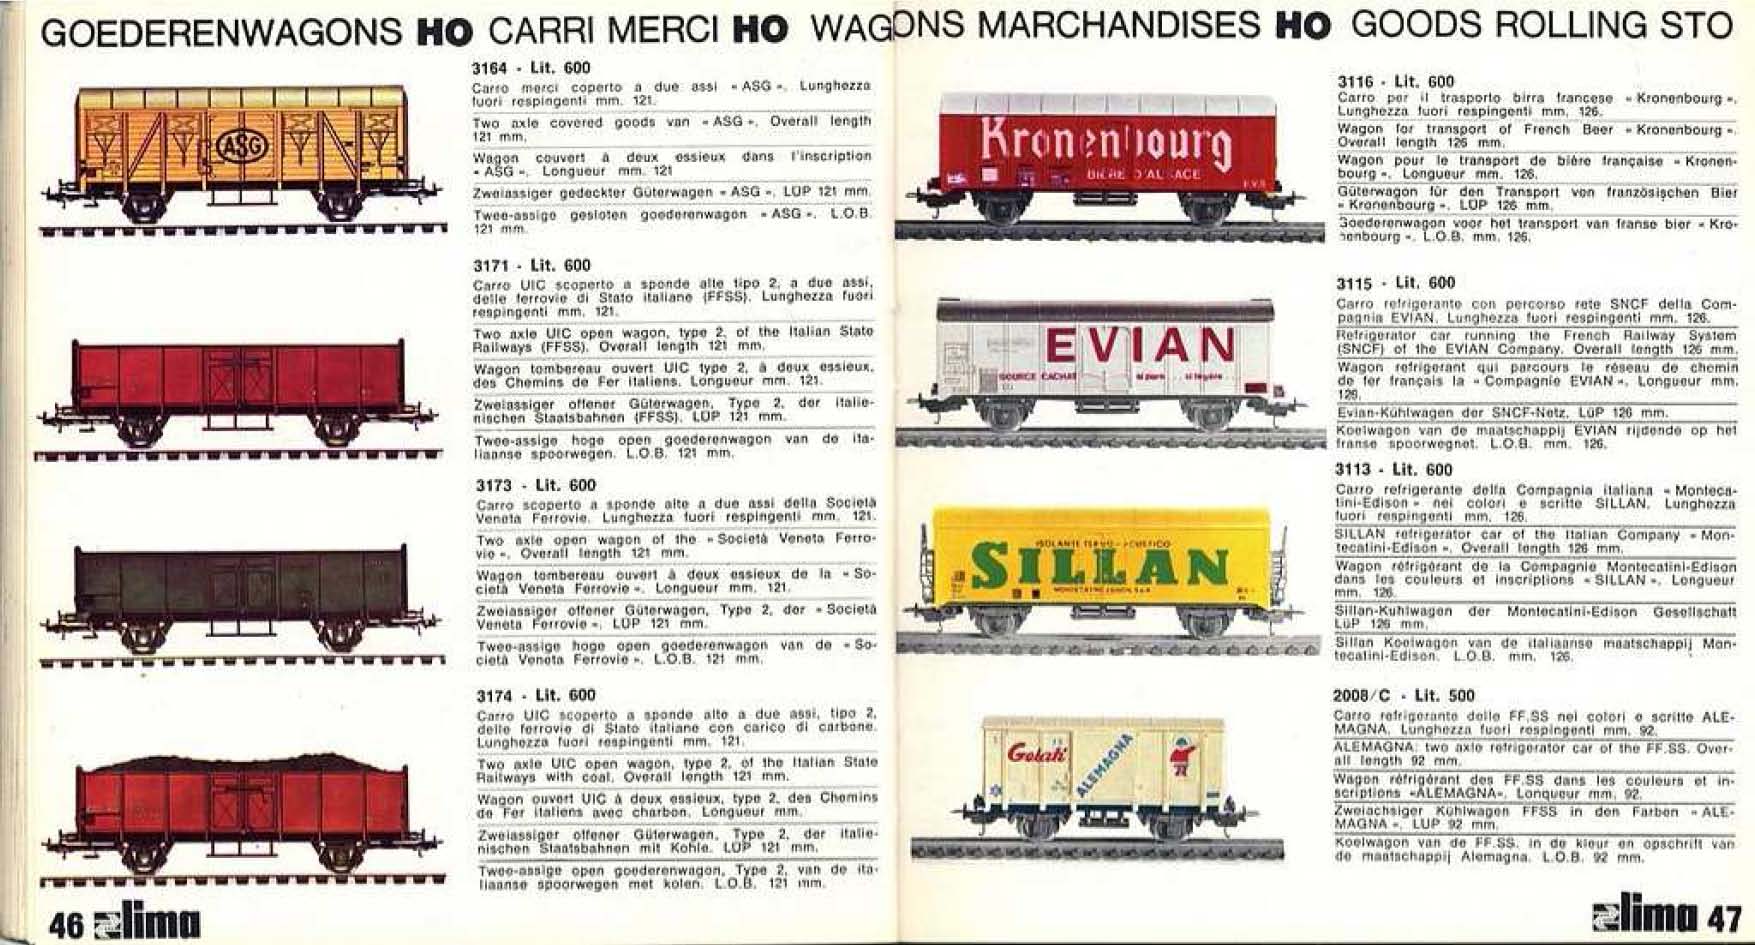 GOEDERENWAGONS HO CARRI MERCI HO WAGONS MARCHANDISES HO GOODS ROLLING STO
ASG
3164 - Lit. 600
Carro merci coperto a due assi « ASG ». Lunghezza
fuori respingenti mm. 121.
Two axle covered goods van « ASG ». Overall length
121 mm.
Wagon couvert à deux essieux dans l'inscription
« ASG ». Longueur mm. 121
Zweiassiger gedeckter Güterwagen « ASG ». LÜP 121 mm.
Twee-assige gesloten goederenwagon « ASG ». L.O.B.
121 mm.
3171 - Lit. 600
Carro UIC scoperto a sponde alte tipo 2, a due assi,
delle ferrovie di Stato italiane (FFSS). Lunghezza fuori
respingenti mm. 121.
Two axle UIC open wagon, type 2, of the Italian State
Railways (FFSS). Overall length 121 mm.
Wagon tombereau ouvert UIC type 2, à deux essieux,
des Chemins de Fer italiens. Longueur mm. 121.
Zweiassiger offener Güterwagen, Type 2, der italie-
nischen Staatsbahnen (FFSS). LÜP 121 mm.
Twee-assige hoge open goederenwagon van de ita-
liaanse spoorwegen. L.O.B. 121 mm.
3173 - Lit. 600
Carro scoperto a sponde alte a due assi della Società
Veneta Ferrovie. Lunghezza fuori respingenti mm. 121.
Two axle open wagon of the « Società Veneta Ferro-
vie ». Overall length 121 mm.
Wagon tombereau ouvert à deux essieux de la « So-
cietà Veneta Ferrovie ». Longueur mm. 121.
Zweiassiger offener Güterwagen, Type 2, der « Società
Veneta Ferrovie ». LÜP 121 mm.
Twee-assige hoge open goederenwagon van de « So-
cietà Veneta Ferrovie ». L.O.B. 121 mm.
3174 - Lit. 600
Carro UIC scoperto a sponde alte a due assi, tipo 2,
delle ferrovie di Stato italiane con carico di carbone.
Lunghezza fuori respingenti mm. 121.
Two axle UIC open wagon, type 2, of the Italian State
Railways with coal. Overall length 121 mm.
Wagon ouvert UIC à deux essieux, type 2, des Chemins
de Fer italiens avec charbon. Longueur mm.
Zweiassiger offener Güterwagen, Type 2, der italie-
nischen Staatsbahnen mit Kohle. LÜP 121 mm.
Twee-assige open goederenwagon, Type 2, van de ita-
liaanse spoorwegen met kolen. L.O.B. 121 mm.
46 lima
Kronenbourg
BIÈRE D'ALSACE
3116 - Lit. 600
Carro per il trasporto birra francese « Kronenbourg ».
Lunghezza fuori respingenti mm. 126.
Wagon for transport of French Beer « Kronenbourg ».
Overall length 126 mm.
Wagon pour le transport de bière française « Kronen-
bourg ». Longueur mm. 126.
Güterwagen für den Transport von französischen Bier
« Kronenbourg ». LÜP 126 mm.
Goederenwagon voor het transport van franse bier « Kro-
nenbourg ». L.O.B. mm. 126.
EVIAN
SOURCE CACHAT
3115 - Lit. 600
Carro refrigerante con percorso rete SNCF della Com-
pagnia EVIAN. Lunghezza fuori respingenti mm. 126.
Refrigerator car running the French Railway System
(SNCF) of the EVIAN Company. Overall length 126 mm.
Wagon refrigerant qui parcours le réseau de chemin
de fer français la « Compagnie EVIAN ». Longueur mm.
126.
Evian-Kühlwagen der SNCF-Netz. LüP 126 mm.
Koelwagon van de maatschappij EVIAN rijdende op het
franse spoorwegnet. L.O.B. mm. 126.
ISOLANTE TERMO-ACUSTICO
SILLAN
MONTECATINI EDISON S.p.A.
3113 - Lit. 600
Carro refrigerante della Compagnia italiana « Monteca-
tini-Edison » nei colori e scritte SILLAN. Lunghezza
fuori respingenti mm. 126.
SILLAN refrigerator car of the Italian Company « Mon-
tecatini-Edison ». Overall length 126 mm.
Wagon réfrigérant de la Compagnie Montecatini-Edison
dans les couleurs et inscriptions « SILLAN ». Longueur
mm. 126.
Sillan-Kuhlwagen der Montecatini-Edison Gesellschaft
LüP 126 mm.
Sillan Koelwagon van de italiaanse maatschappij Mon-
tecatini-Edison. L.O.B. mm. 126.
Gelati
ALEMAGNA
2008/C - Lit. 500
Carro refrigerante delle FF.SS nei colori e scritte ALE-
MAGNA. Lunghezza fuori respingenti mm. 92.
ALEMAGNA: two axle refrigerator car of the FF.SS. Over-
all length 92 mm.
Wagon réfrigérant des FF.SS dans les couleurs et in-
scriptions «ALEMAGNA». Longueur mm. 92.
Zweiachsiger Kühlwagen FFSS in den Farben « ALE-
MAGNA ». LÜP 92 mm.
Koelwagon van de FF.SS. in de kleur en opschrift van
de maatschappij Alemagna. L.O.B. 92 mm.
lima 47